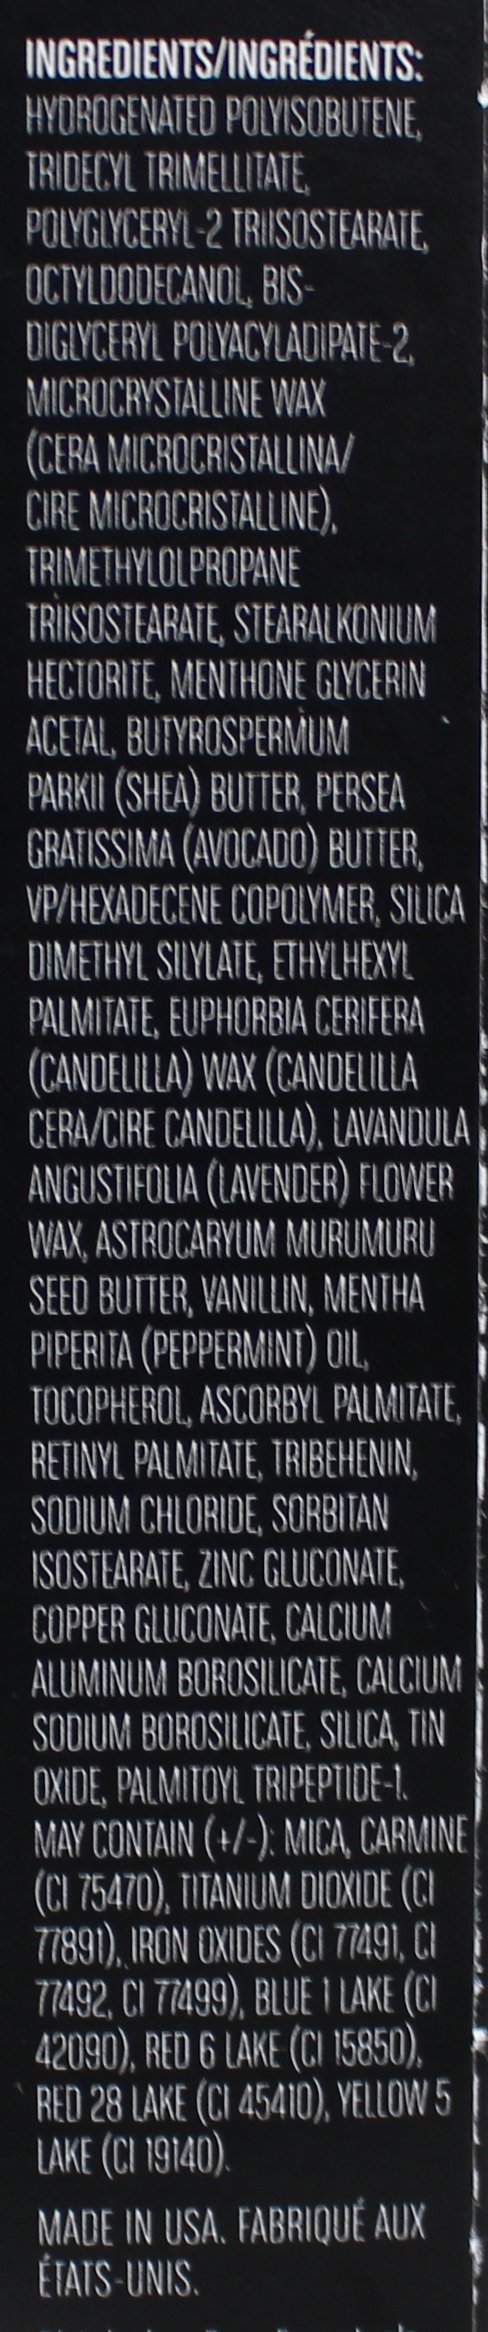 INGREDIENTS/INGRÉDIENTS:
HYDROGENATED POLYISOBUTENE,
TRIDECYL TRIMELLITATE,
POLYGLYCERYL-2 TRIISOSTEARATE,
OCTYLDODECANOL, BIS-
DIGLYCERYL POLYACYLADIPATE-2,
MICROCRYSTALLINE WAX
(CERA MICROCRISTALLINA/
CIRE MICROCRISTALLINE),
TRIMETHYLOLPROPANE
TRIISOSTEARATE, STEARALKONIUM
HECTORITE, MENTHONE GLYCERIN
ACETAL, BUTYROSPERMUM
PARKII (SHEA) BUTTER, PERSEA
GRATISSIMA (AVOCADO) BUTTER,
VP/HEXADECENE COPOLYMER, SILICA
DIMETHYL SILYLATE, ETHYLHEXYL
PALMITATE, EUPHORBIA CERIFERA
(CANDELILLA) WAX (CANDELILLA
CERA/CIRE CANDELILLA), LAVANDULA
ANGUSTIFOLIA (LAVENDER) FLOWER
WAX, ASTROCARYUM MURUMURU
SEED BUTTER, VANILLIN, MENTHA
PIPERITA (PEPPERMINT) OIL,
TOCOPHEROL, ASCORBYL PALMITATE,
RETINYL PALMITATE, TRIBEHENIN,
SODIUM CHLORIDE, SORBITAN
ISOSTEARATE, ZINC GLUCONATE,
COPPER GLUCONATE, CALCIUM
ALUMINUM BOROSILICATE, CALCIUM
SODIUM BOROSILICATE, SILICA, TIN
OXIDE, PALMITOYL TRIPEPTIDE-1.
MAY CONTAIN (+/-): MICA, CARMINE
(CI 75470), TITANIUM DIOXIDE (CI
77891), IRON OXIDES (CI 77491, CI
77492, CI 77499), BLUE 1 LAKE (CI
42090), RED 6 LAKE (CI 15850),
RED 28 LAKE (CI 45410), YELLOW 5
LAKE (CI 19140).
MADE IN USA. FABRIQUÉ AUX
ÉTATS-UNIS.